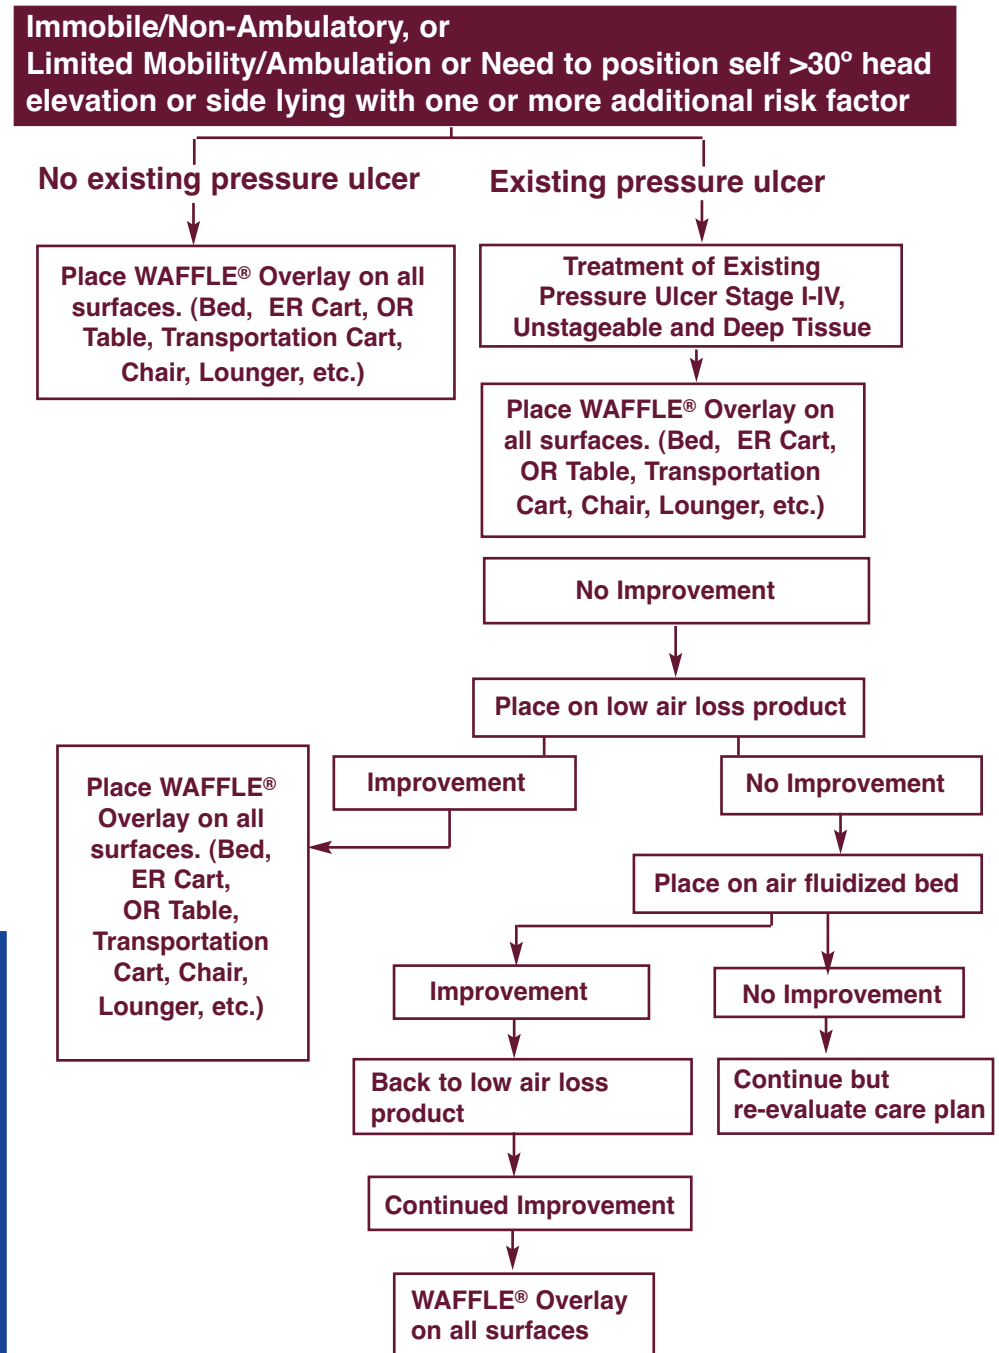 Immobile/Non-Ambulatory, or
Limited Mobility/Ambulation or Need to position self >30º head
elevation or side lying with one or more additional risk factor
No existing pressure ulcer
Existing pressure ulcer
Place WAFFLE® Overlay on all
surfaces. (Bed, ER Cart, OR
Table, Transportation Cart,
Chair, Lounger, etc.)
Treatment of Existing
Pressure Ulcer Stage I-IV,
Unstageable and Deep Tissue
Place WAFFLE® Overlay on
all surfaces. (Bed, ER Cart,
OR Table, Transportation
Cart, Chair, Lounger, etc.)
No Improvement
Place on low air loss product
Improvement
No Improvement
Place WAFFLE®
Overlay on all
surfaces. (Bed,
ER Cart,
OR Table,
Transportation
Cart, Chair,
Lounger, etc.)
Place on air fluidized bed
Improvement
No Improvement
Back to low air loss
product
Continue but
re-evaluate care plan
Continued Improvement
WAFFLE® Overlay
on all surfaces